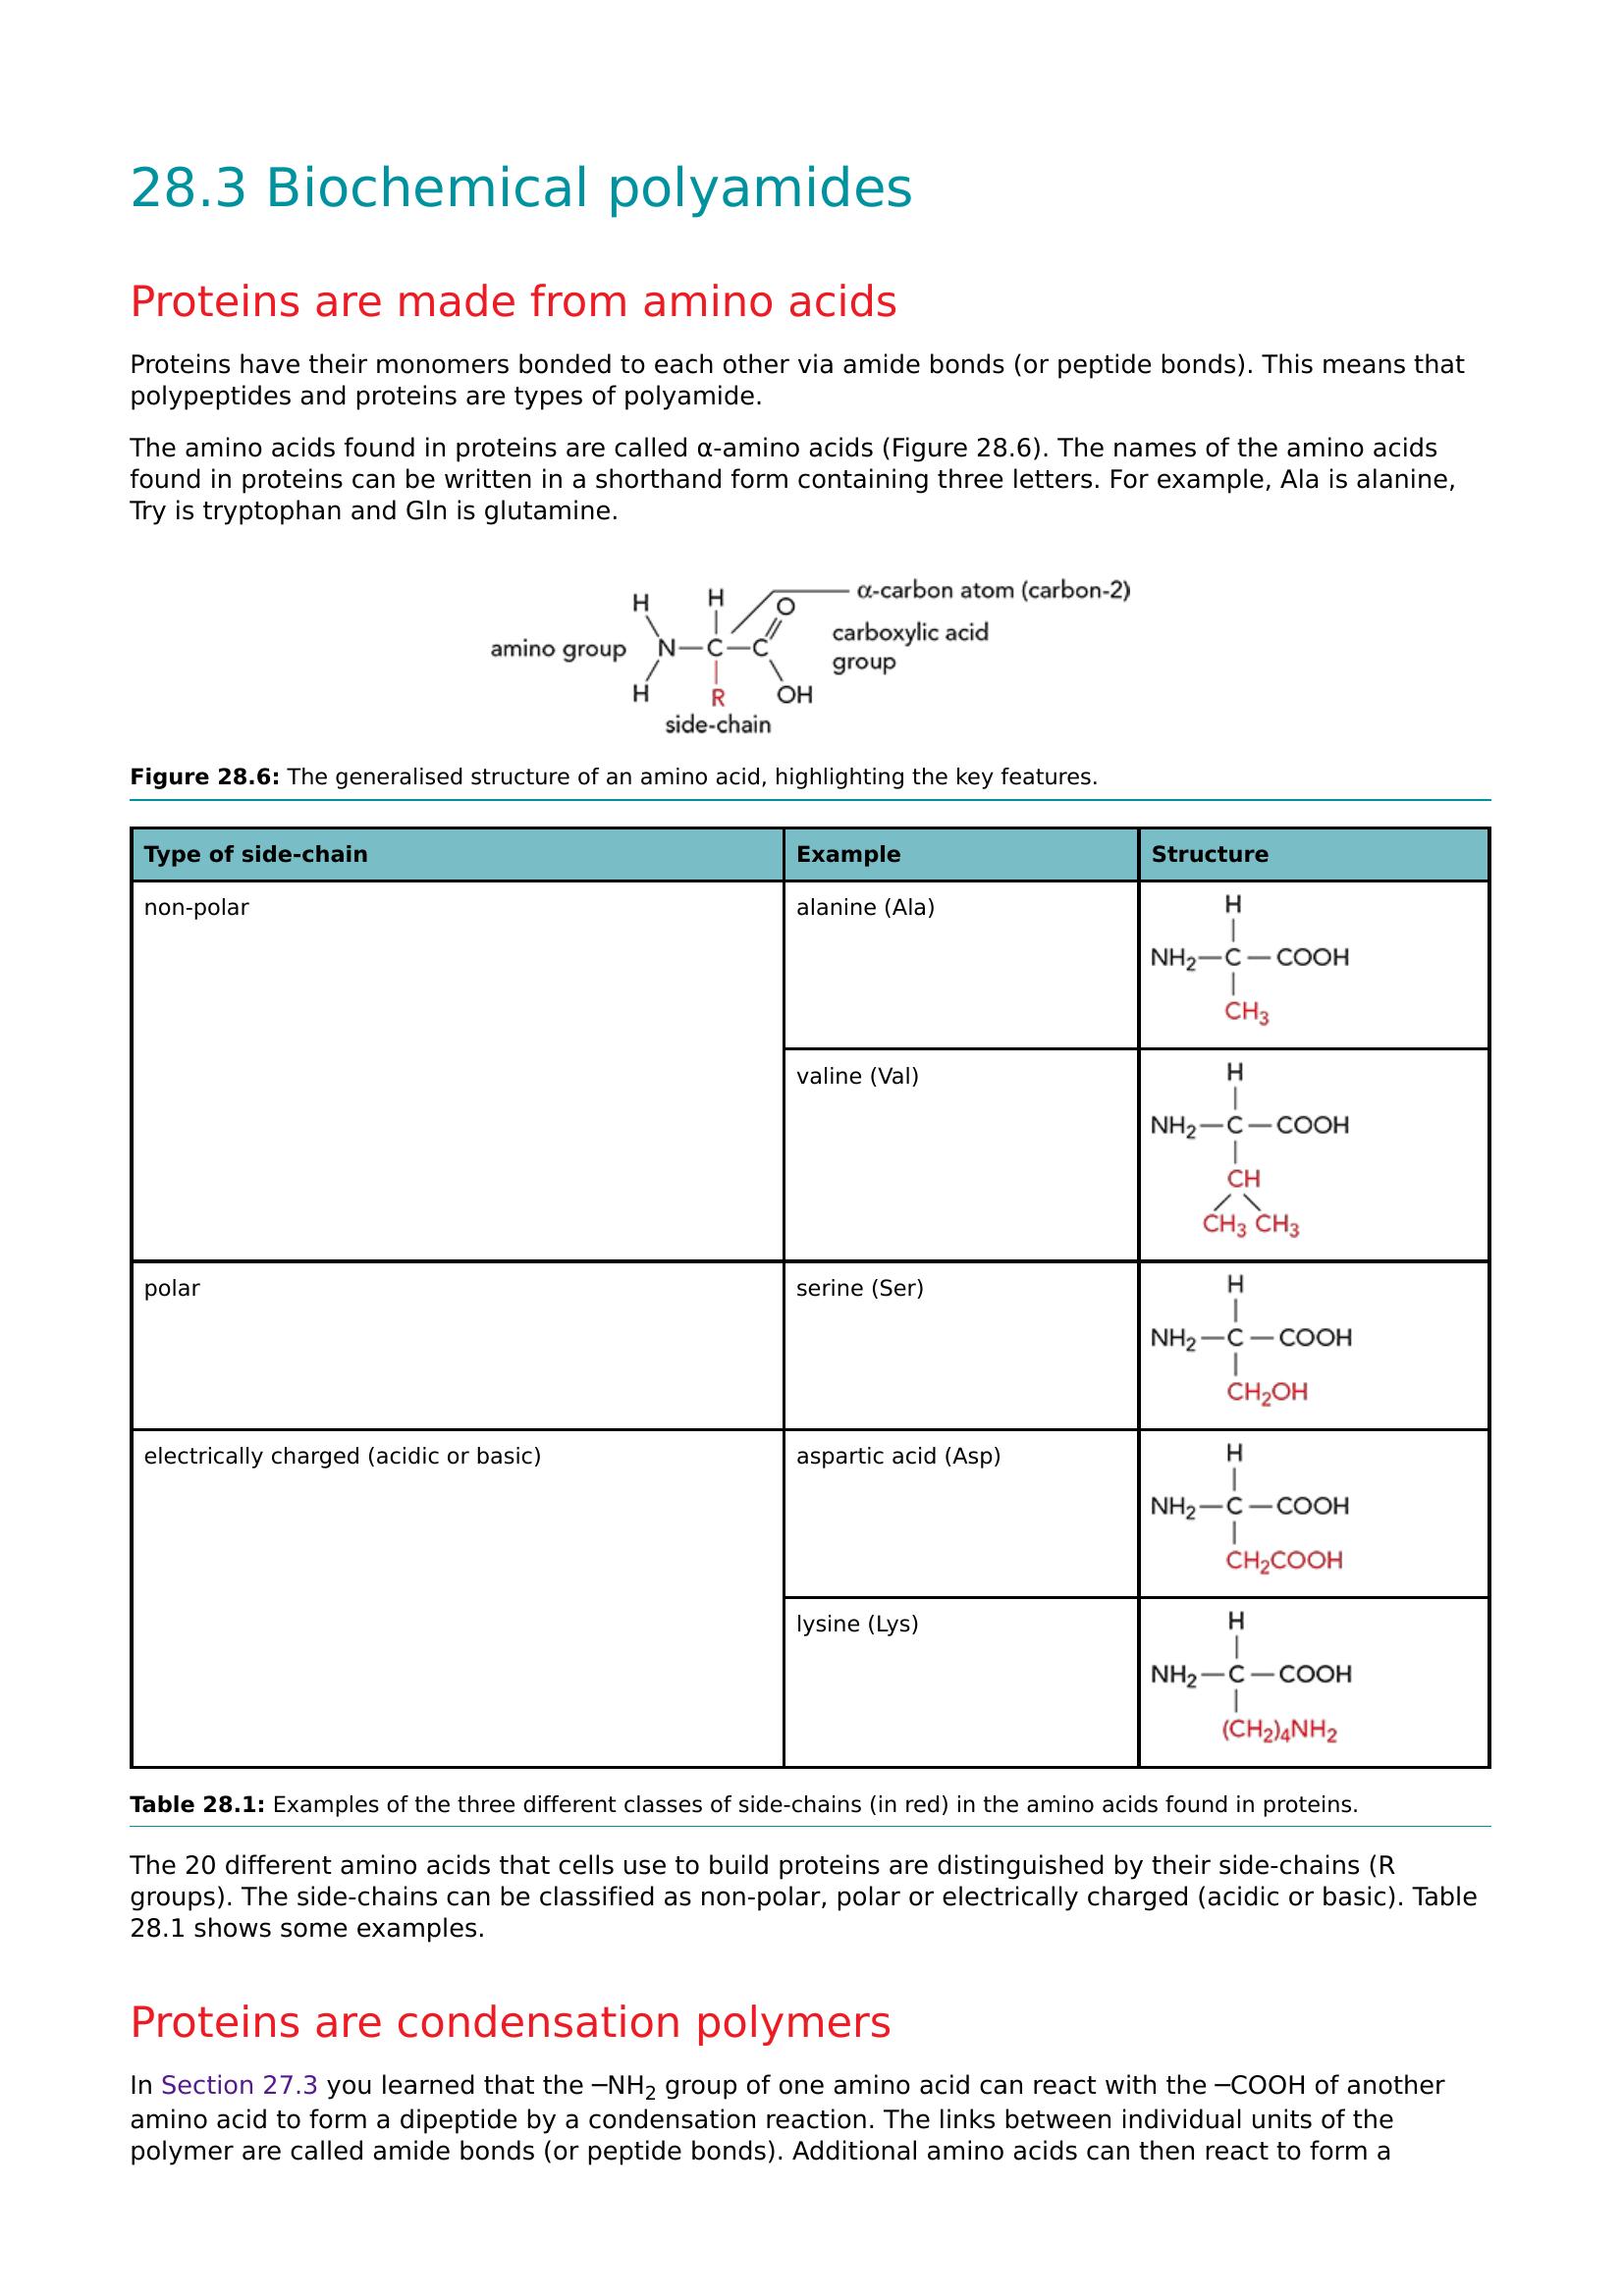 28.3 Biochemical polyamides
Proteins are made from amino acids
Proteins have their monomers bonded to each other via amide bonds (or peptide bonds). This means that
polypeptides and proteins are types of polyamide.
The amino acids found in proteins are called α-amino acids (Figure 28.6). The names of the amino acids
found in proteins can be written in a shorthand form containing three letters. For example, Ala is alanine,
Try is tryptophan and Gln is glutamine.
α-carbon atom (carbon-2)
H H O
carboxylic acid
amino group N—C—C
group
H R OH
side-chain
Figure 28.6: The generalised structure of an amino acid, highlighting the key features.
Type of side-chain Example Structure
non-polar alanine (Ala)
H
NH₂—C—COOH
CH₃
valine (Val)
H
NH₂—C—COOH
CH
CH₃ CH₃
polar serine (Ser)
H
NH₂—C—COOH
CH₂OH
electrically charged (acidic or basic) aspartic acid (Asp)
H
NH₂—C—COOH
CH₂COOH
lysine (Lys)
H
NH₂—C—COOH
(CH₂)₄NH₂
Table 28.1: Examples of the three different classes of side-chains (in red) in the amino acids found in proteins.
The 20 different amino acids that cells use to build proteins are distinguished by their side-chains (R
groups). The side-chains can be classified as non-polar, polar or electrically charged (acidic or basic). Table
28.1 shows some examples.
Proteins are condensation polymers
In Section 27.3 you learned that the −NH₂ group of one amino acid can react with the −COOH of another
amino acid to form a dipeptide by a condensation reaction. The links between individual units of the
polymer are called amide bonds (or peptide bonds). Additional amino acids can then react to form a